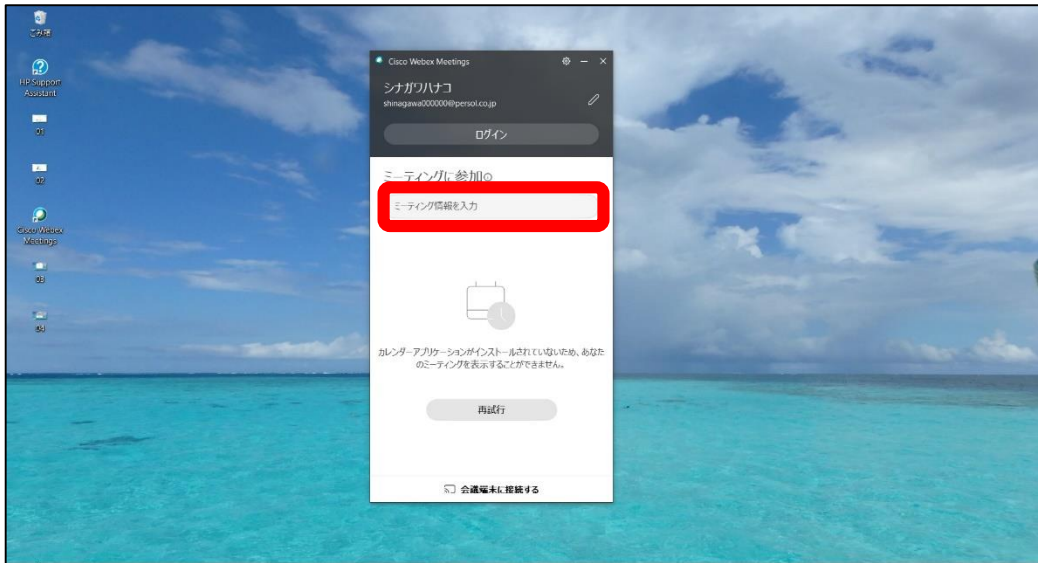 ごみ箱
HP Support
Assistant
01
02
Cisco Webex
Meetings
03
04
Cisco Webex Meetings
シナガワハナコ
shinagawa000000@persol.co.jp
ログイン
ミーティングに参加
ミーティング情報を入力
カレンダーアプリケーションがインストールされていないため、あなた
のミーティングを表示することができません。
再試行
会議端末に接続する